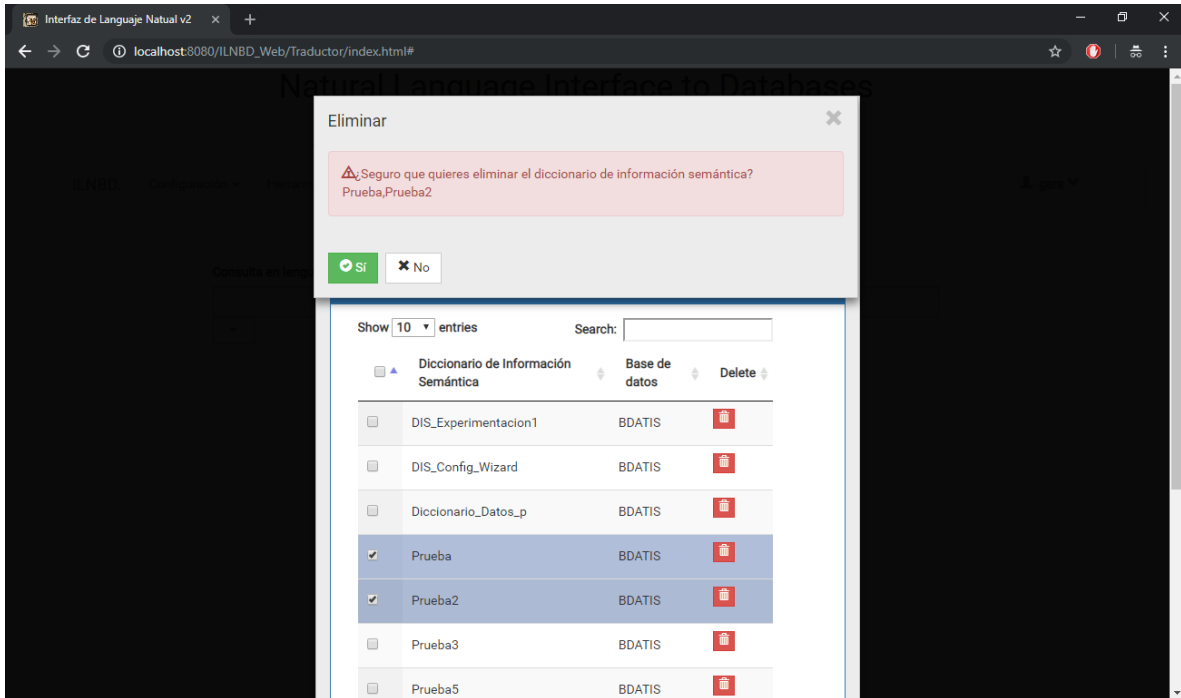 Interfaz de Languaje Natual v2
localhost:8080/ILNBD_Web/Traductor/index.html#
Natural Language Interface to Databases
ILNBD
Configuración
Consulta en leng
Eliminar
¿Seguro que quieres eliminar el diccionario de información semántica?
Prueba,Prueba2
Sí
No
Show 10 entries Search:
Diccionario de Información Semántica Base de datos Delete
DIS_Experimentacion1 BDATIS
DIS_Config_Wizard BDATIS
Diccionario_Datos_p BDATIS
Prueba BDATIS
Prueba2 BDATIS
Prueba3 BDATIS
Prueba5 BDATIS